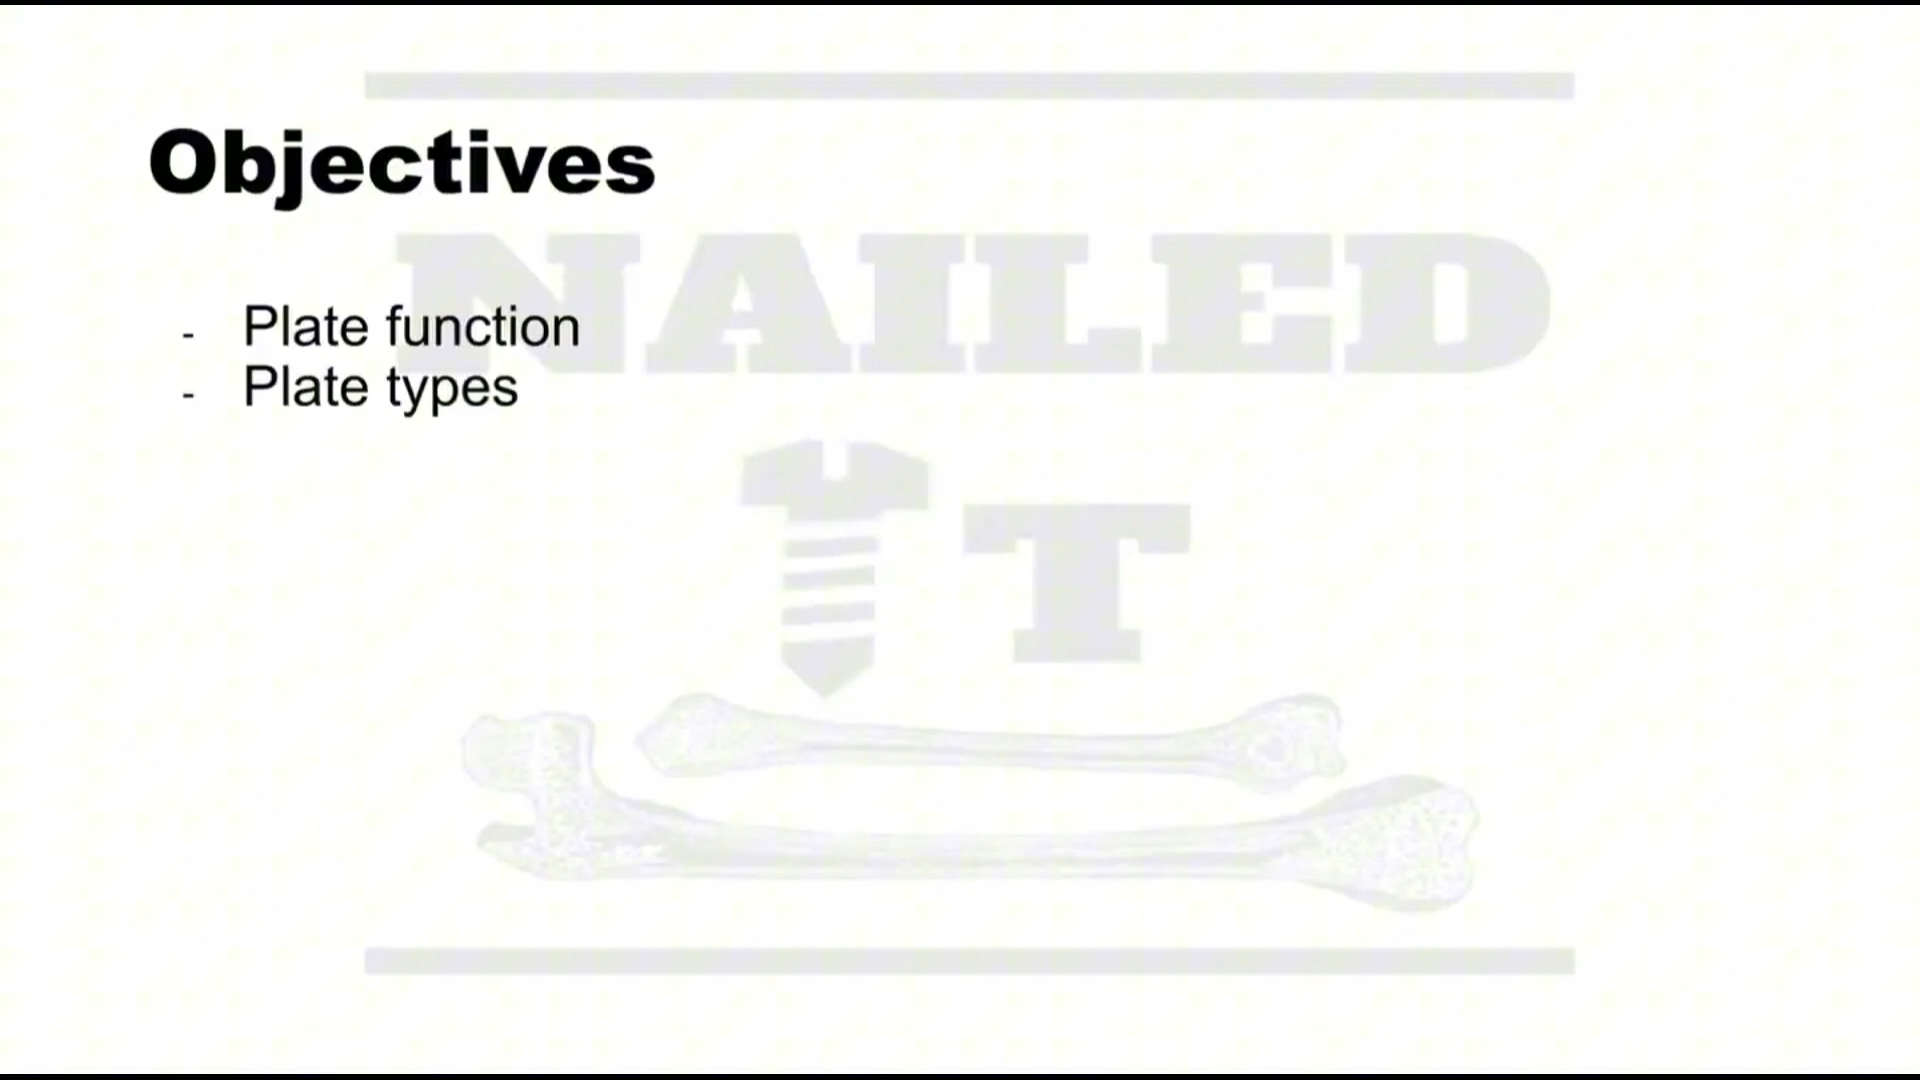 Objectives
NAILED
- Plate function
- Plate types
IT